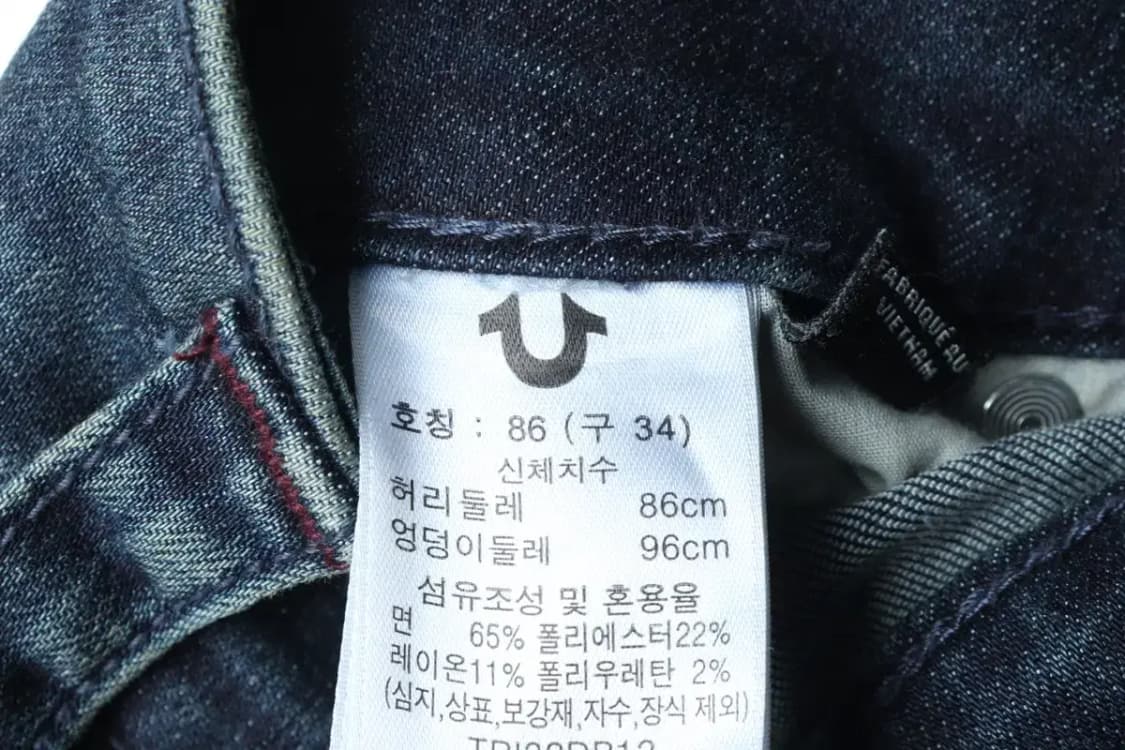 호칭 : 86 (구 34)
신체치수
허리둘레 86cm
엉덩이둘레 96cm
섬유조성 및 혼용율
면 65% 폴리에스터22%
레이온11% 폴리우레탄 2%
(심지,상표,보강재,자수,장식 제외)
FABRIQUÉ AU
VIETNAM